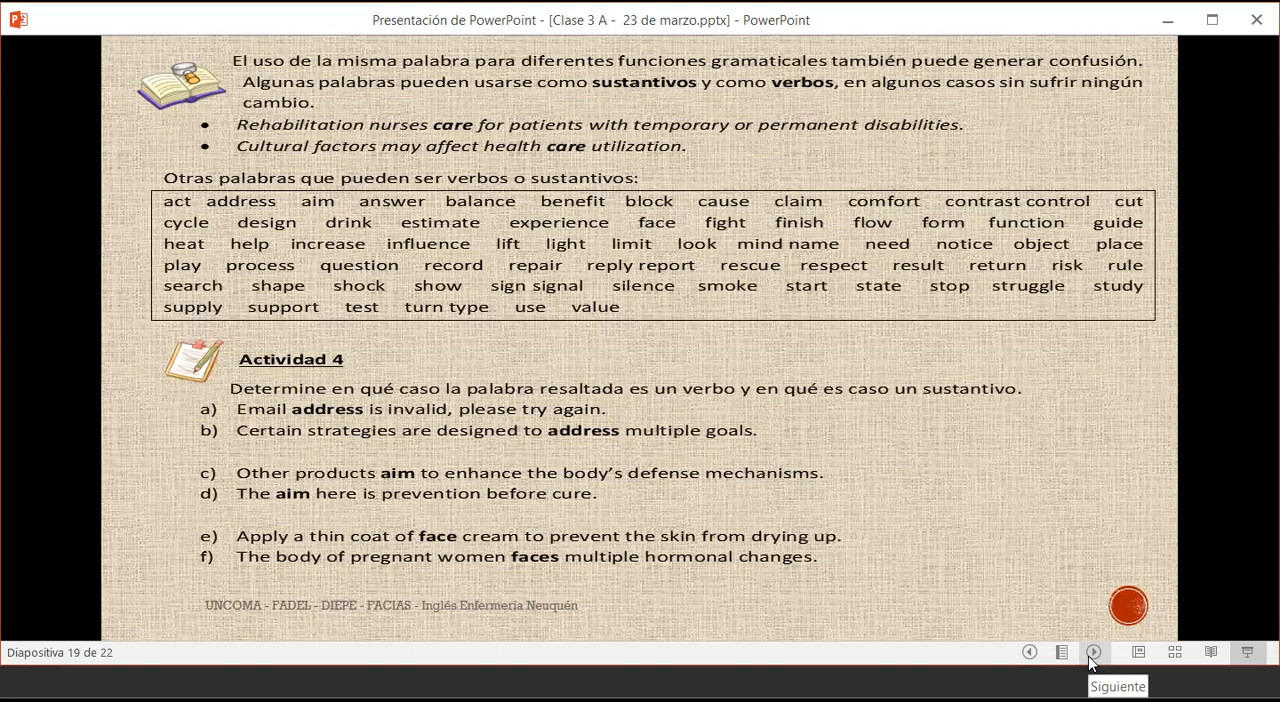 Presentación de PowerPoint - [Clase 3 A - 23 de marzo.pptx] - PowerPoint
El uso de la misma palabra para diferentes funciones gramaticales también puede generar confusión.
Algunas palabras pueden usarse como sustantivos y como verbos, en algunos casos sin sufrir ningún
cambio.
• Rehabilitation nurses care for patients with temporary or permanent disabilities.
• Cultural factors may affect health care utilization.
Otras palabras que pueden ser verbos o sustantivos:
act address aim answer balance benefit block cause claim comfort contrast control cut
cycle design drink estimate experience face fight finish flow form function guide
heat help increase influence lift light limit look mind name need notice object place
play process question record repair reply report rescue respect result return risk rule
search shape shock show sign signal silence smoke start state stop struggle study
supply support test turn type use value
Actividad 4
Determine en qué caso la palabra resaltada es un verbo y en qué es caso un sustantivo.
a) Email address is invalid, please try again.
b) Certain strategies are designed to address multiple goals.
c) Other products aim to enhance the body's defense mechanisms.
d) The aim here is prevention before cure.
e) Apply a thin coat of face cream to prevent the skin from drying up.
f) The body of pregnant women faces multiple hormonal changes.
UNCOMA - FADEL - DIEPE - FACIAS - Inglés Enfermería Neuquén
Diapositiva 19 de 22
Siguiente